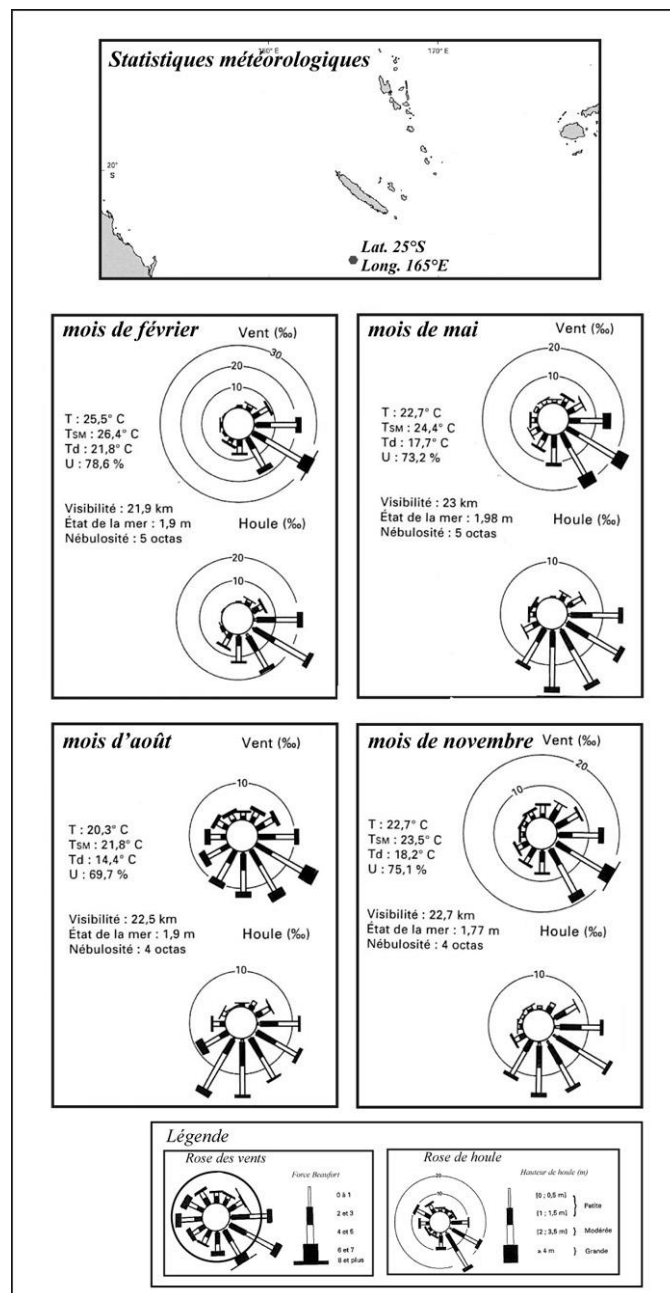 160° E
170° E
Statistiques météorologiques
20°
S
Lat. 25°S
Long. 165°E
mois de février
Vent (‰)
30
20
10
T : 25,5° C
TSM : 26,4° C
Td : 21,8° C
U : 78,6 %
Visibilité : 21,9 km
État de la mer : 1,9 m
Nébulosité : 5 octas
Houle (‰)
20
10
mois de mai
Vent (‰)
20
10
T : 22,7° C
TSM : 24,4° C
Td : 17,7° C
U : 73,2 %
Visibilité : 23 km
État de la mer : 1,98 m
Nébulosité : 5 octas
Houle (‰)
10
mois d'août
Vent (‰)
10
T : 20,3° C
TSM : 21,8° C
Td : 14,4° C
U : 69,7 %
Visibilité : 22,5 km
État de la mer : 1,9 m
Nébulosité : 4 octas
Houle (‰)
10
mois de novembre
Vent (‰)
20
10
T : 22,7° C
TSM : 23,5° C
Td : 18,2° C
U : 75,1 %
Visibilité : 22,7 km
État de la mer : 1,77 m
Nébulosité : 4 octas
Houle (‰)
10
Légende
Rose des vents
Force Beaufort
0 à 1
2 et 3
4 et 5
6 et 7
8 et plus
Rose de houle
20
10
Hauteur de houle (m)
[0 ; 0,5 m]
[1 ; 1,5 m]
Petite
[2 ; 3,5 m]
Modérée
≥ 4 m
Grande